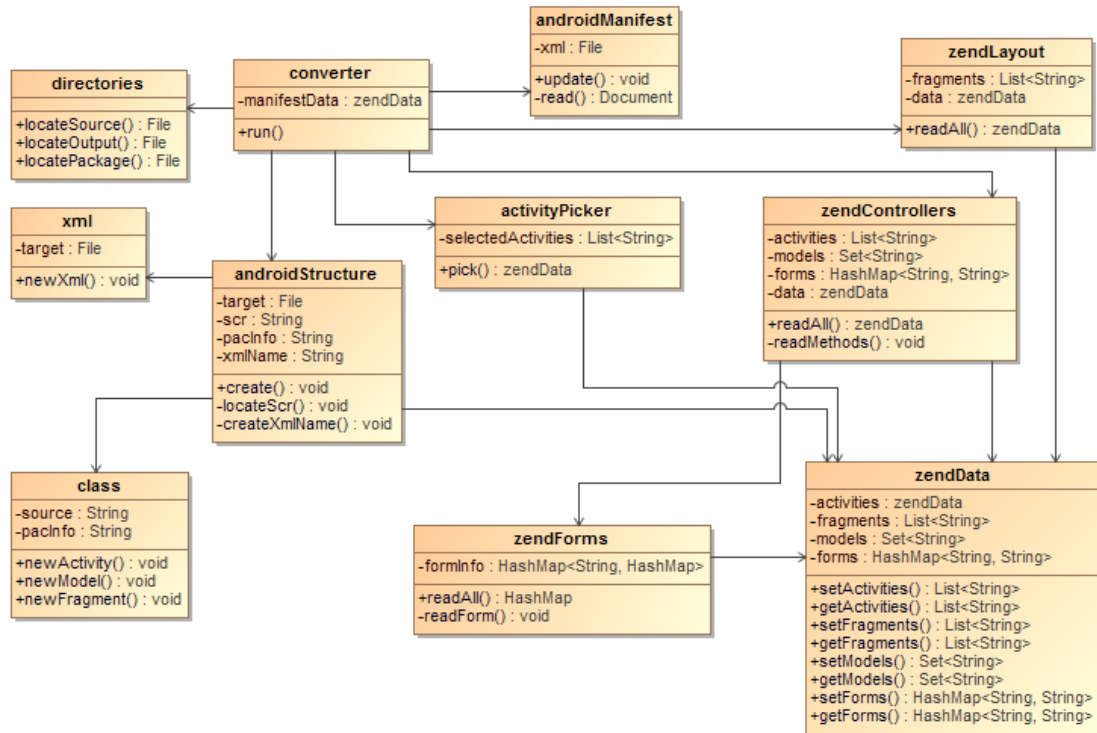 androidManifest
-xml : File
+update() : void
-read() : Document
zendLayout
-fragments : List<String>
-data : zendData
+readAll() : zendData
converter
-manifestData : zendData
+run()
directories
+locateSource() : File
+locateOutput() : File
+locatePackage() : File
xml
-target : File
+newXml() : void
activityPicker
-selectedActivities : List<String>
+pick() : zendData
zendControllers
-activities : List<String>
-models : Set<String>
-forms : HashMap<String, String>
-data : zendData
+readAll() : zendData
-readMethods() : void
androidStructure
-target : File
-scr : String
-pacInfo : String
-xmlName : String
+create() : void
-locateScr() : void
-createXmlName() : void
class
-source : String
-pacInfo : String
+newActivity() : void
+newModel() : void
+newFragment() : void
zendForms
-formInfo : HashMap<String, HashMap>
+readAll() : HashMap
-readForm() : void
zendData
-activities : zendData
-fragments : List<String>
-models : Set<String>
-forms : HashMap<String, String>
+setActivities() : List<String>
+getActivities() : List<String>
+setFragments() : List<String>
+getFragments() : List<String>
+setModels() : Set<String>
+getModels() : Set<String>
+setForms() : HashMap<String, String>
+getForms() : HashMap<String, String>